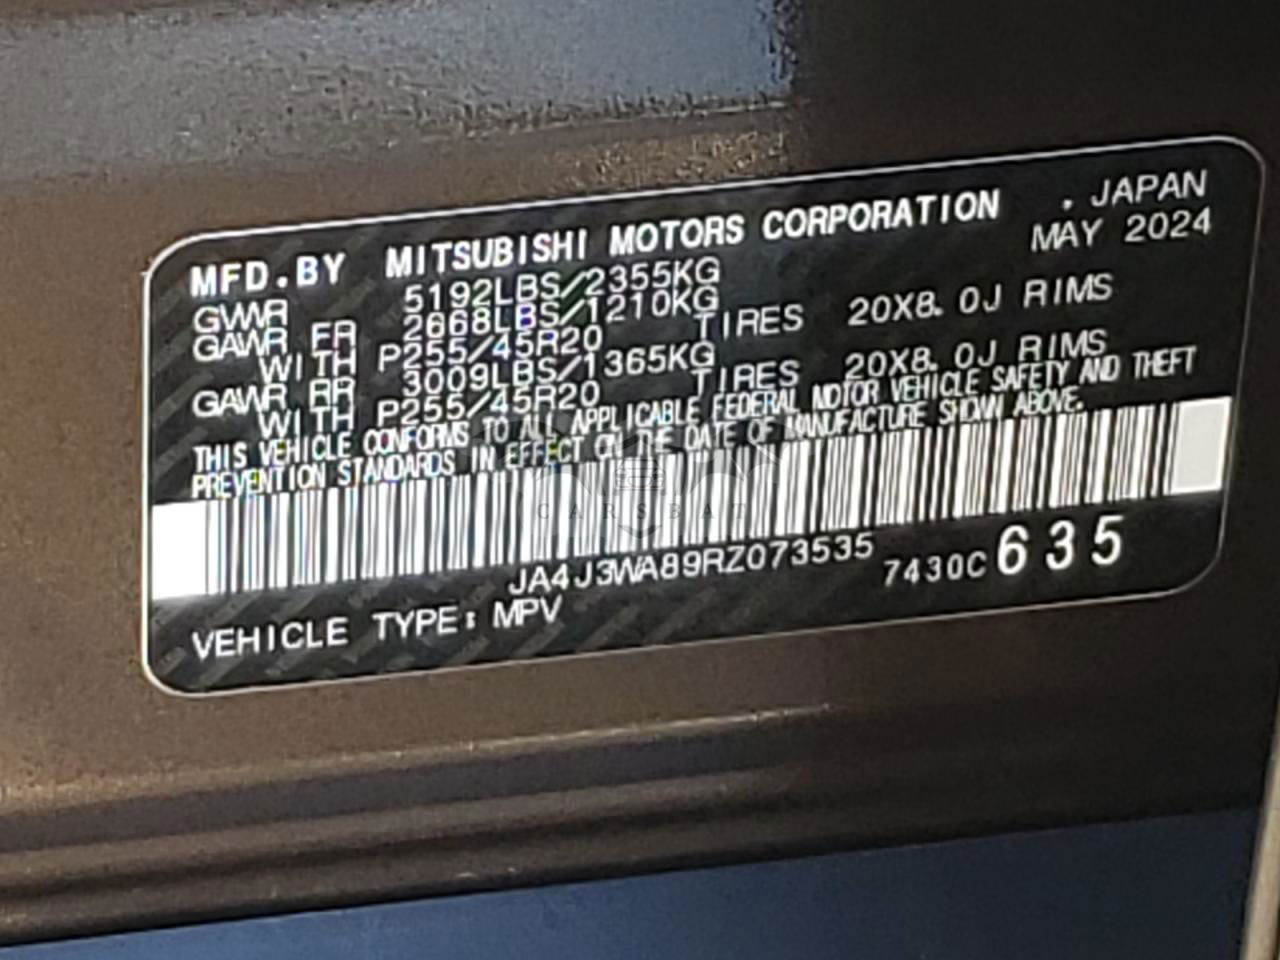 MFD.BY MITSUBISHI MOTORS CORPORATION , JAPAN
MAY 2024
GVWR 5192LBS/2355KG
GAWR FR 2668LBS/1210KG
WITH P255/45R20 TIRES 20X8.0J RIMS
GAWR RR 3009LBS/1365KG
WITH P255/45R20 TIRES 20X8.0J RIMS
THIS VEHICLE CONFORMS TO ALL APPLICABLE FEDERAL MOTOR VEHICLE SAFETY AND THEFT
PREVENTION STANDARDS IN EFFECT ON THE DATE OF MANUFACTURE SHOWN ABOVE.
CARSBAT
JA4J3WA89RZ073535
7430C 635
VEHICLE TYPE: MPV